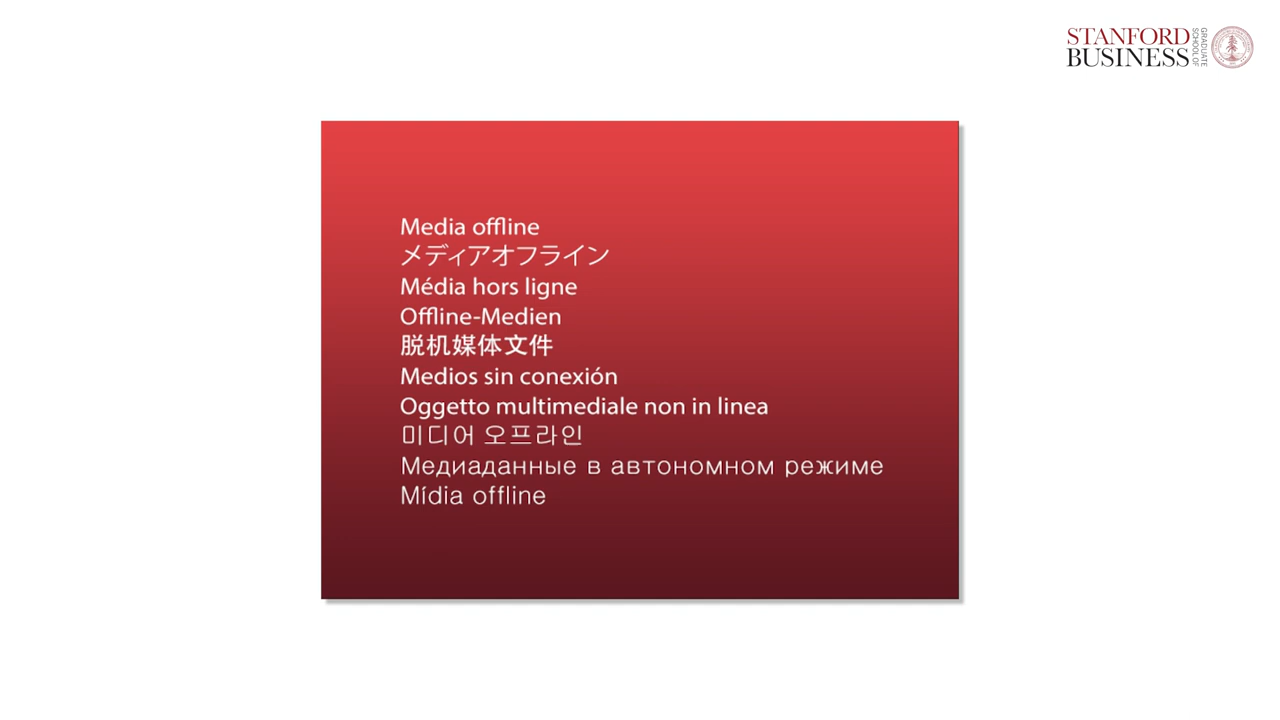 STANFORD
BUSINESS
GRADUATE
SCHOOL OF
Media offline
メディアオフライン
Média hors ligne
Offline-Medien
脱机媒体文件
Medios sin conexión
Oggetto multimediale non in linea
미디어 오프라인
Медиаданные в автономном режиме
Mídia offline